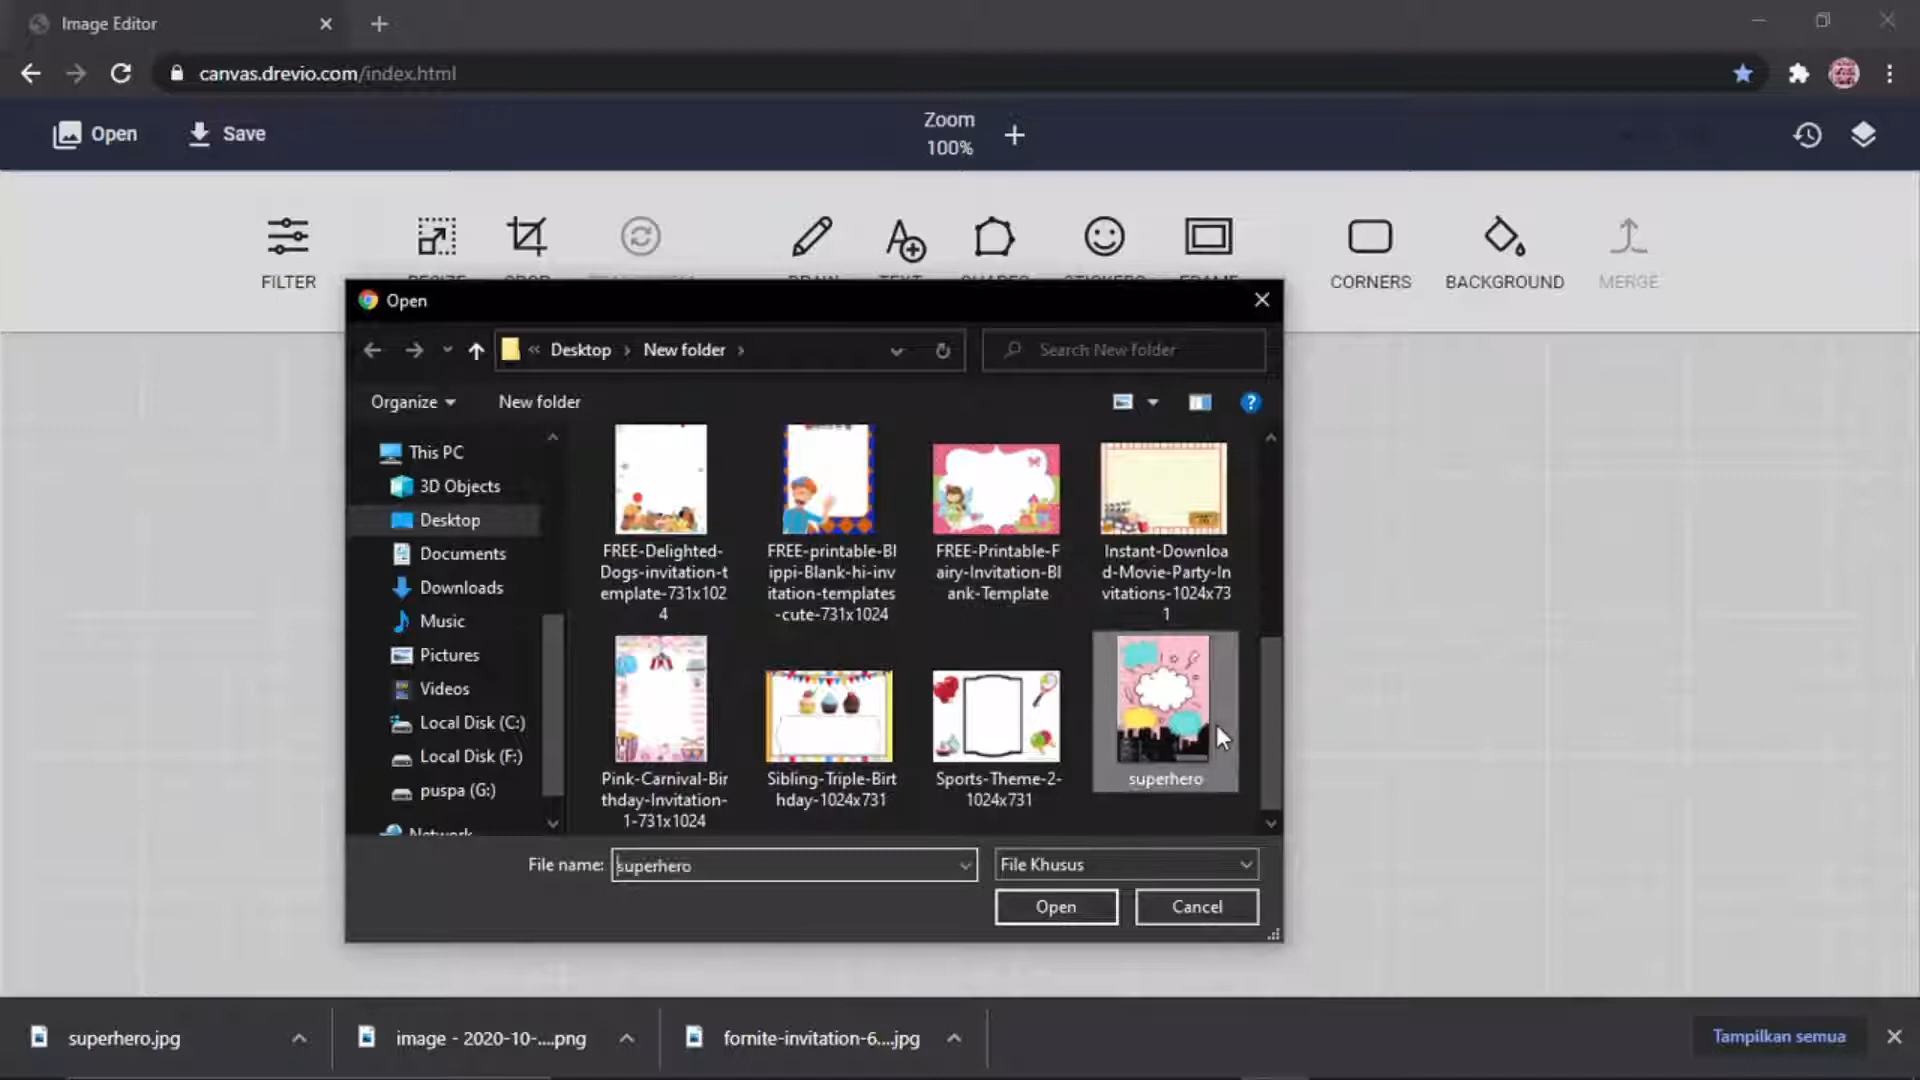 Image Editor
canvas.drevio.com/index.html
Open
Save
Zoom
100%
FILTER
CORNERS
BACKGROUND
MERGE
Open
« Desktop › New folder ›
Search New folder
Organize
New folder
This PC
3D Objects
Desktop
Documents
Downloads
Music
Pictures
Videos
Local Disk (C:)
Local Disk (F:)
puspa (G:)
Network
FREE-Delighted-
Dogs-invitation-t
emplate-731x102
4
FREE-printable-Bl
ippi-Blank-hi-inv
itation-templates
-cute-731x1024
FREE-Printable-F
airy-Invitation-Bl
ank-Template
Instant-Downloa
d-Movie-Party-In
vitations-1024x73
1
Pink-Carnival-Bir
thday-Invitation-
1-731x1024
Sibling-Triple-Birt
hday-1024x731
Sports-Theme-2-
1024x731
superhero
File name:
superhero
File Khusus
Open
Cancel
superhero.jpg
image - 2020-10-....png
fornite-invitation-6....jpg
Tampilkan semua